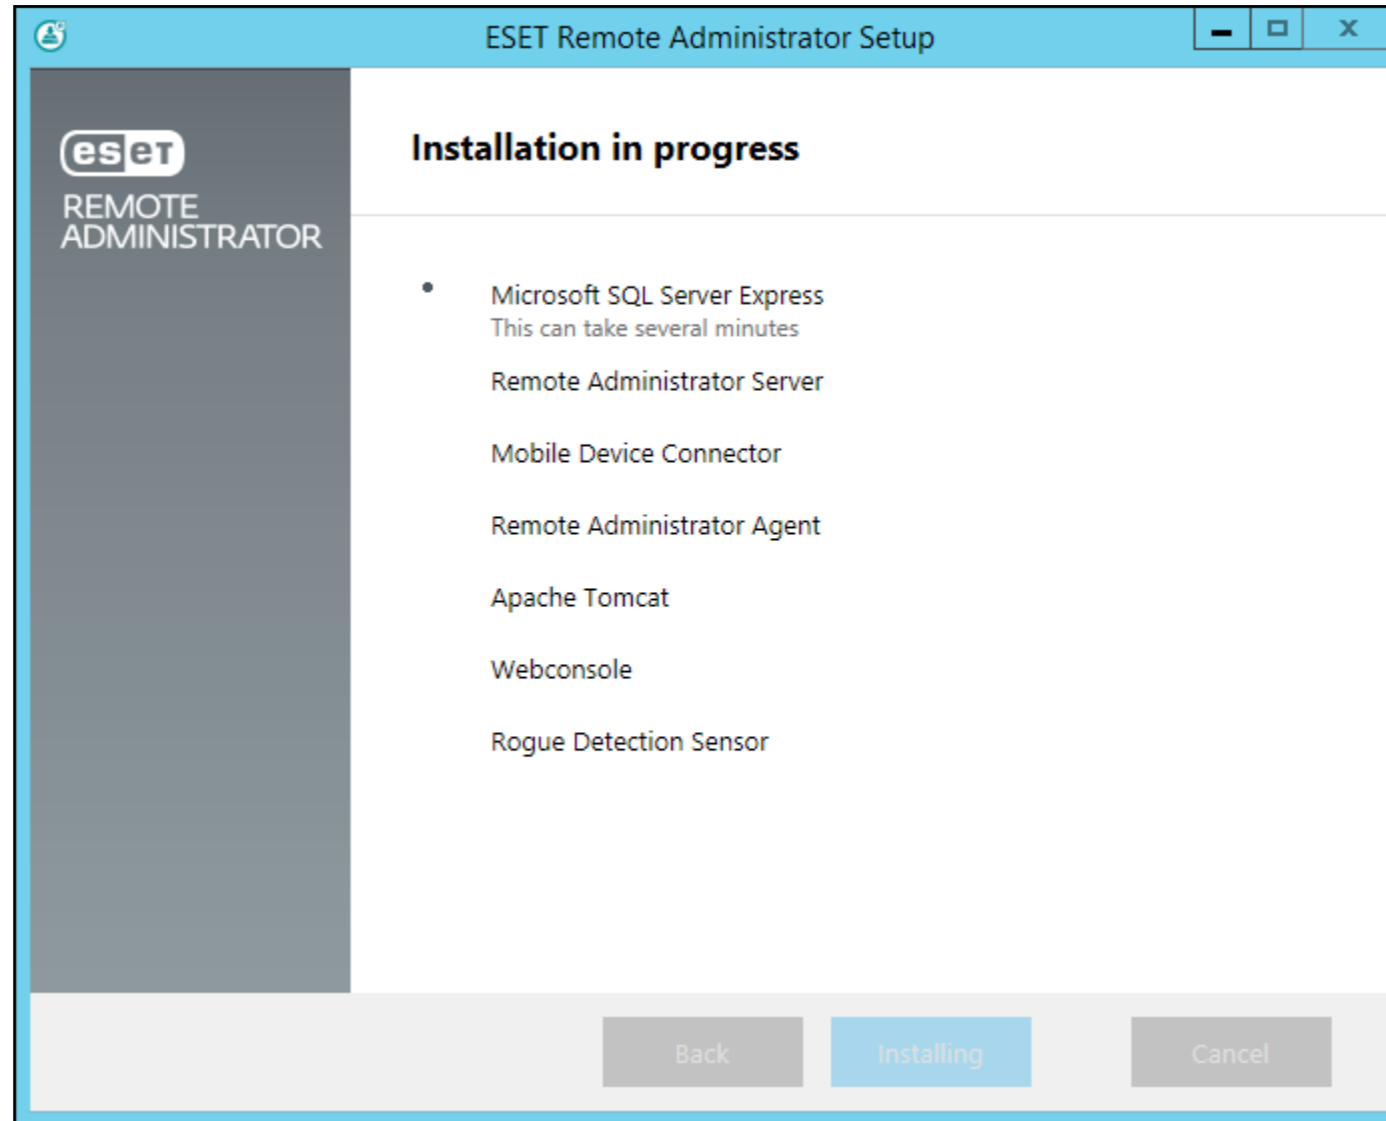 ESET Remote Administrator Setup
eseT
REMOTE
ADMINISTRATOR
Installation in progress
Microsoft SQL Server Express
This can take several minutes
Remote Administrator Server
Mobile Device Connector
Remote Administrator Agent
Apache Tomcat
Webconsole
Rogue Detection Sensor
Back
Installing
Cancel